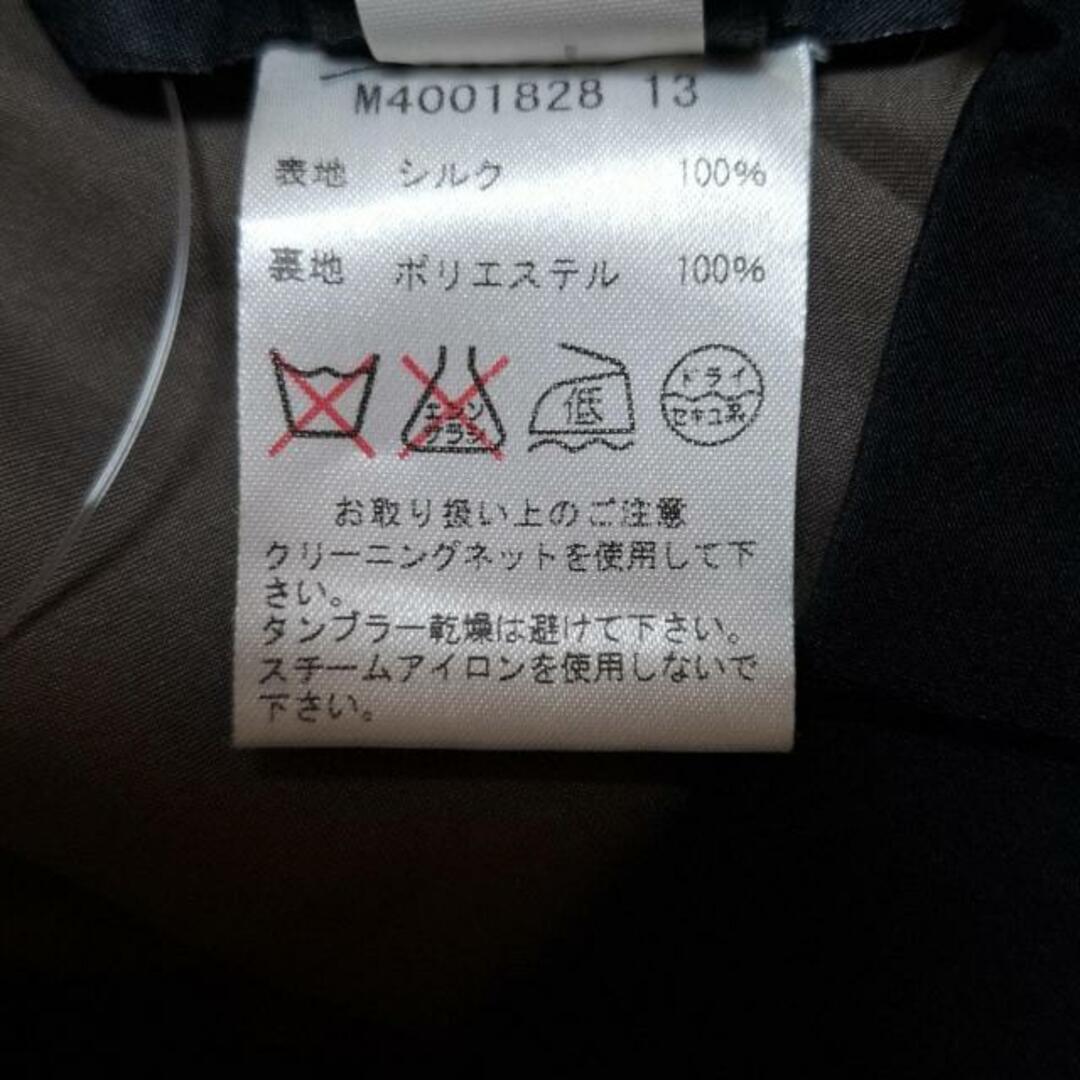 M4001828 13
表地 シルク 100%
裏地 ポリエステル 100%
エンソ
サラシ
低
ドライ
セキユ系
お取り扱い上のご注意
クリーニングネットを使用して下
さい。
タンブラー乾燥は避けて下さい。
スチームアイロンを使用しないで
下さい。